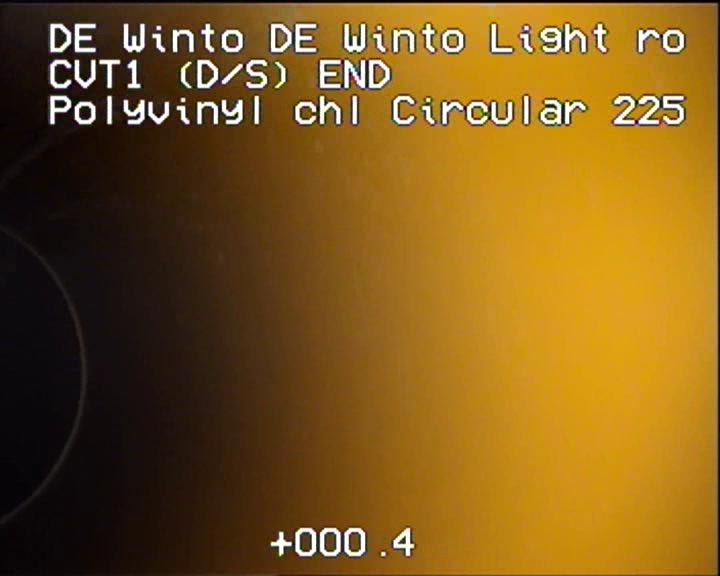 DE Winto DE Winto Light ro
CVT1 (D/S) END
Polyvinyl chl Circular 225
+000.4